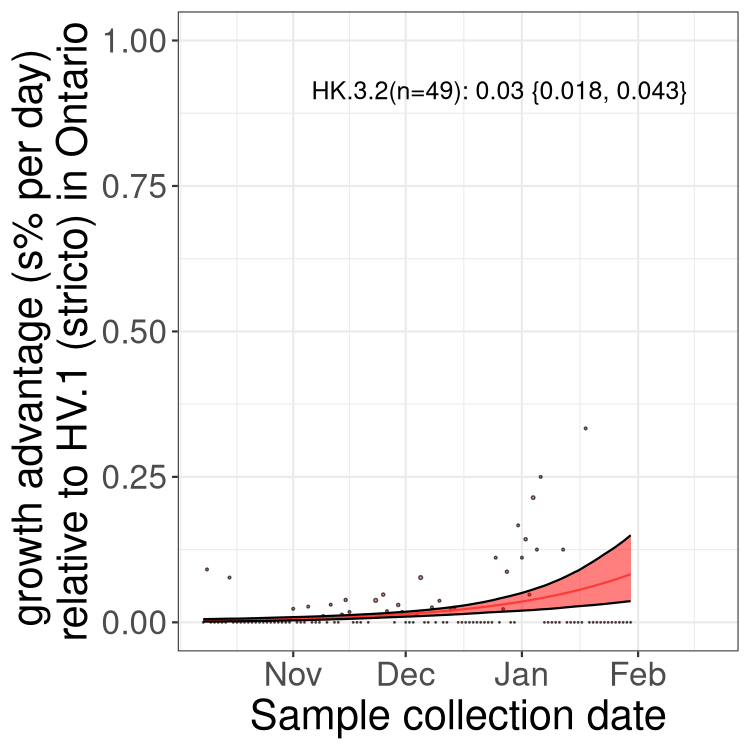 growth advantage (s% per day)
relative to HV.1 (stricto) in Ontario
1.00
0.75
0.50
0.25
0.00
HK.3.2(n=49): 0.03 {0.018, 0.043}
Nov Dec Jan Feb
Sample collection date